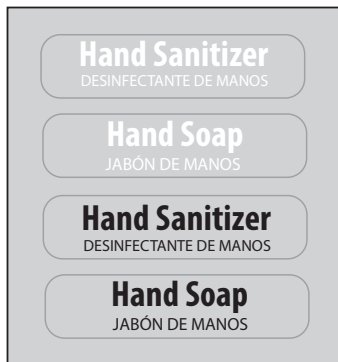 Hand Sanitizer
DESINFECTANTE DE MANOS
Hand Soap
JABÓN DE MANOS
Hand Sanitizer
DESINFECTANTE DE MANOS
Hand Soap
JABÓN DE MANOS